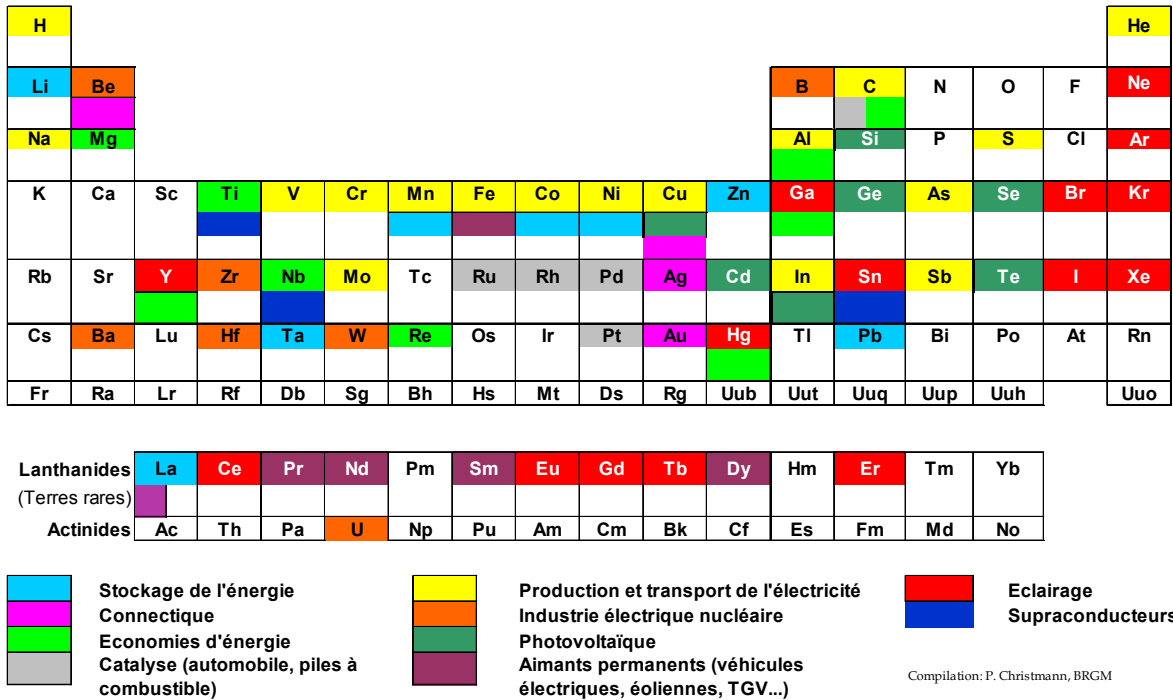 H He
Li Be B C N O F Ne
Na Mg Al Si P S Cl Ar
K Ca Sc Ti V Cr Mn Fe Co Ni Cu Zn Ga Ge As Se Br Kr
Rb Sr Y Zr Nb Mo Tc Ru Rh Pd Ag Cd In Sn Sb Te I Xe
Cs Ba Lu Hf Ta W Re Os Ir Pt Au Hg Tl Pb Bi Po At Rn
Fr Ra Lr Rf Db Sg Bh Hs Mt Ds Rg Uub Uut Uuq Uup Uuh Uuo
Lanthanides La Ce Pr Nd Pm Sm Eu Gd Tb Dy Hm Er Tm Yb
(Terres rares)
Actinides Ac Th Pa U Np Pu Am Cm Bk Cf Es Fm Md No
Stockage de l'énergie
Connectique
Economies d'énergie
Catalyse (automobile, piles à
combustible)
Production et transport de l'électricité
Industrie électrique nucléaire
Photovoltaïque
Aimants permanents (véhicules
électriques, éoliennes, TGV...)
Eclairage
Supraconducteurs
Compilation: P. Christmann, BRGM